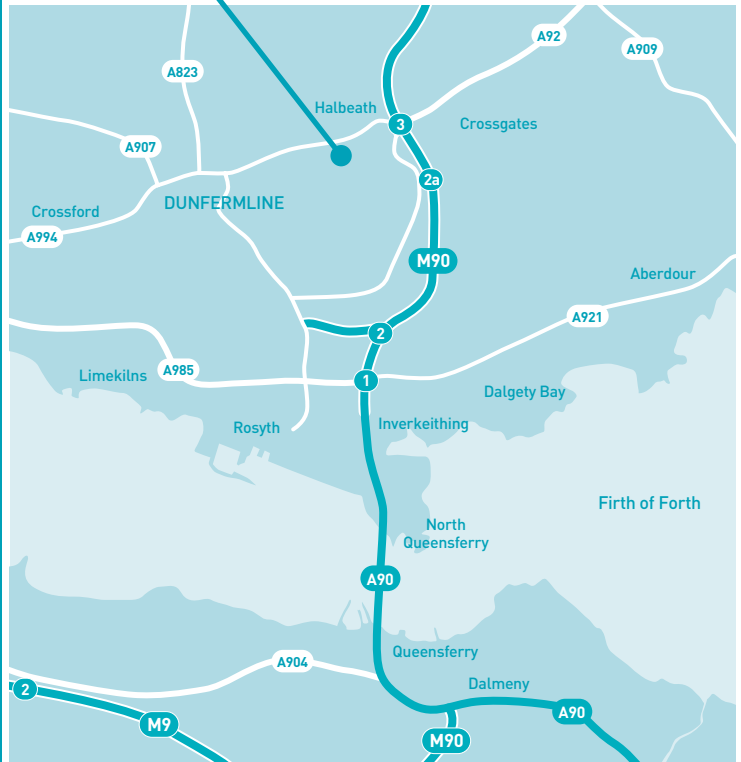 A92
A909
A823
Halbeath
3
Crossgates
A907
2a
DUNFERMLINE
Crossford
A994
M90
Aberdour
A921
2
A985
Limekilns
1
Dalgety Bay
Rosyth
Inverkeithing
Firth of Forth
North
Queensferry
A90
Queensferry
A904
Dalmeny
2
A90
M9
M90